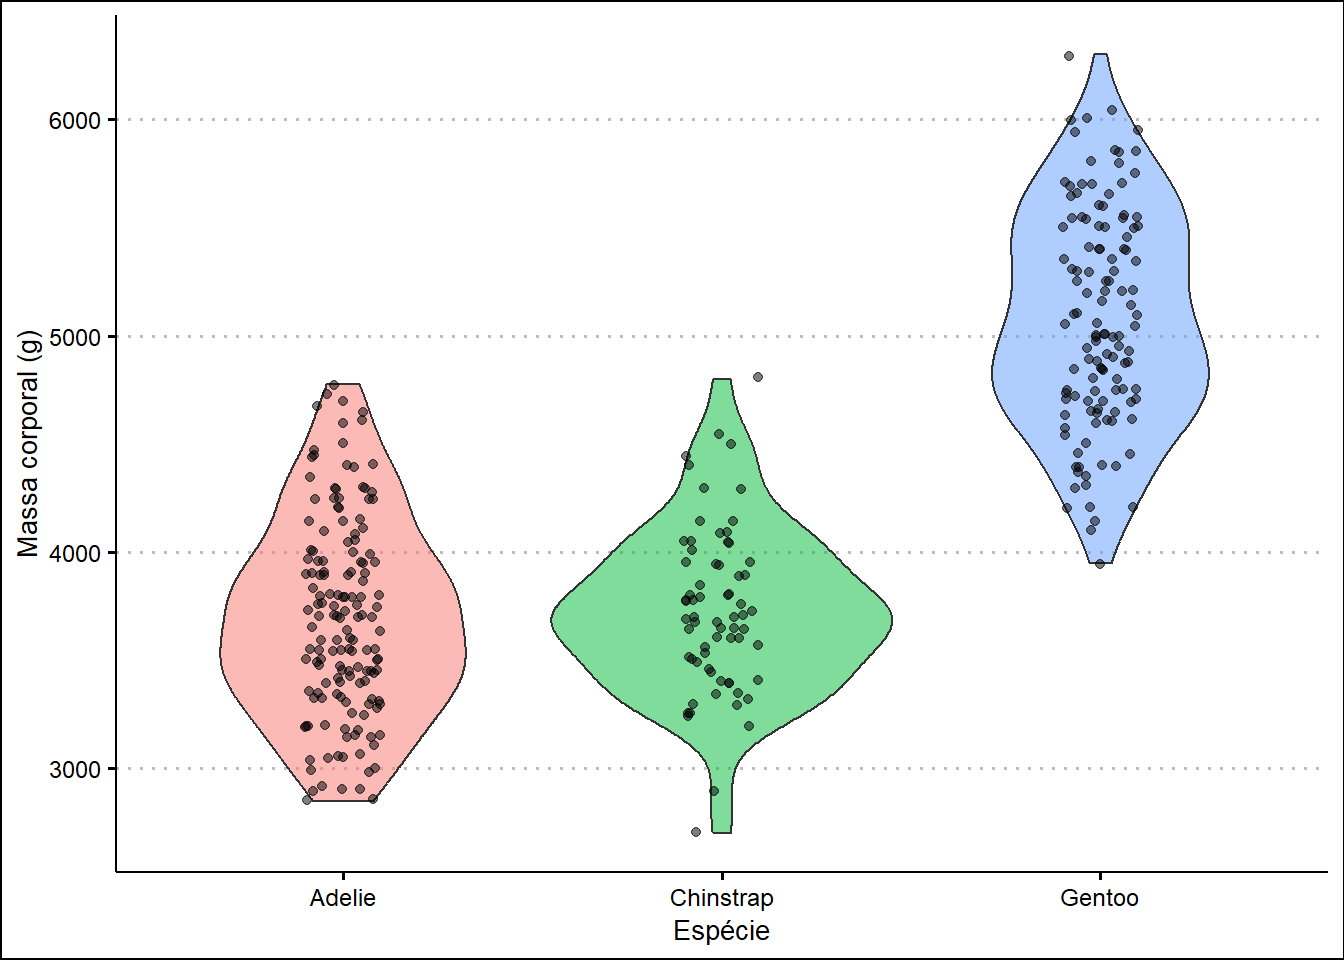 Massa corporal (g)
6000
5000
4000
3000
Adelie
Chinstrap
Gentoo
Espécie